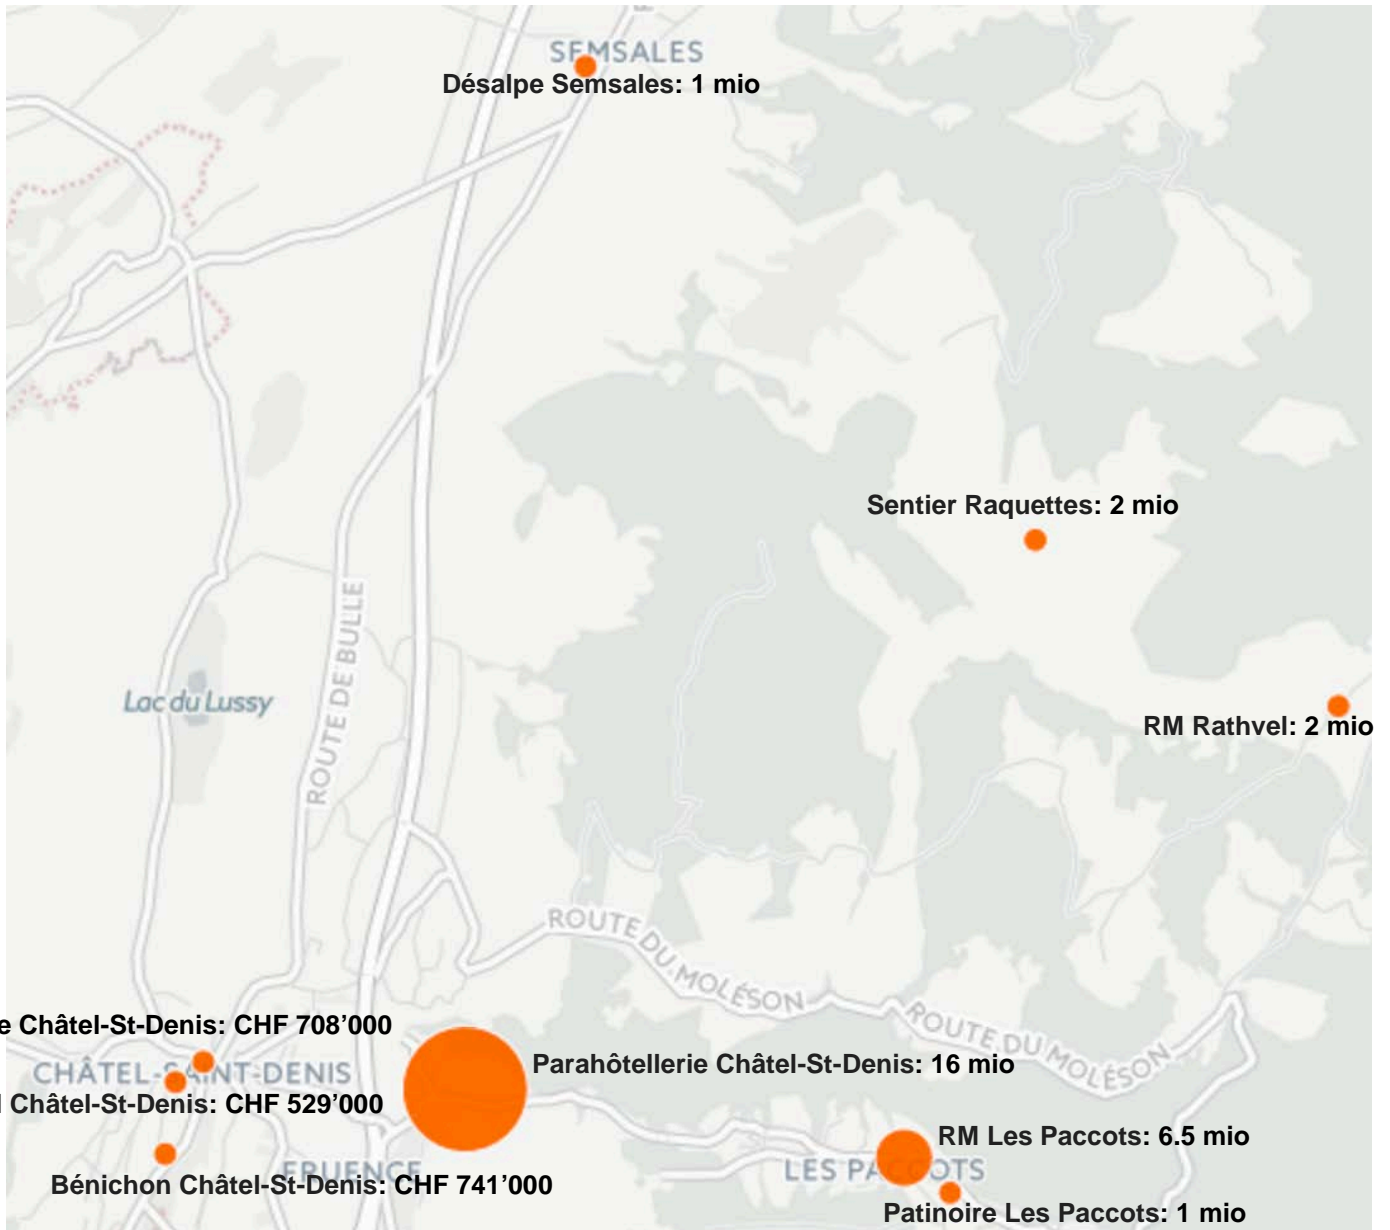 SEMSALES
Désalpe Semsales: 1 mio
Sentier Raquettes: 2 mio
ROUTE DE BULLE
Lac du Lussy
RM Rathvel: 2 mio
ROUTE DU MOLÉSON
ROUTE DU MOLÉSON
e Châtel-St-Denis: CHF 708’000
Parahôtellerie Châtel-St-Denis: 16 mio
CHÂTEL-SAINT-DENIS
Châtel-St-Denis: CHF 529’000
RM Les Paccots: 6.5 mio
LES PACCOTS
FRUENCE
Bénichon Châtel-St-Denis: CHF 741’000
Patinoire Les Paccots: 1 mio